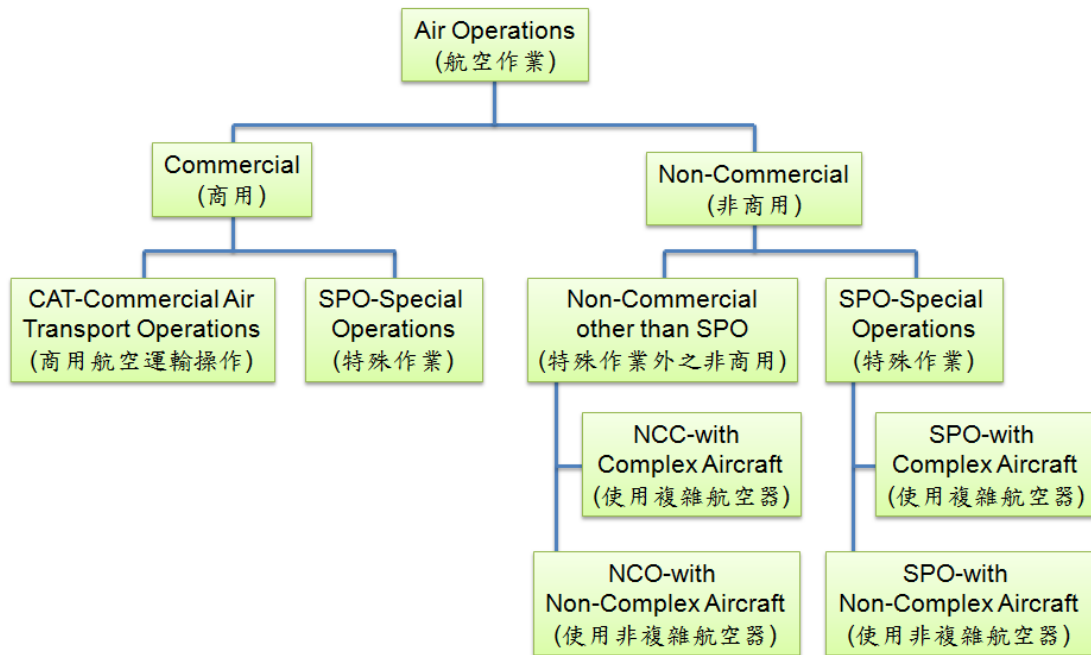 Air Operations
(航空作業)
Commercial
(商用)
Non-Commercial
(非商用)
CAT-Commercial Air
Transport Operations
(商用航空運輸操作)
SPO-Special
Operations
(特殊作業)
Non-Commercial
other than SPO
(特殊作業外之非商用)
SPO-Special
Operations
(特殊作業)
NCC-with
Complex Aircraft
(使用複雜航空器)
SPO-with
Complex Aircraft
(使用複雜航空器)
NCO-with
Non-Complex Aircraft
(使用非複雜航空器)
SPO-with
Non-Complex Aircraft
(使用非複雜航空器)